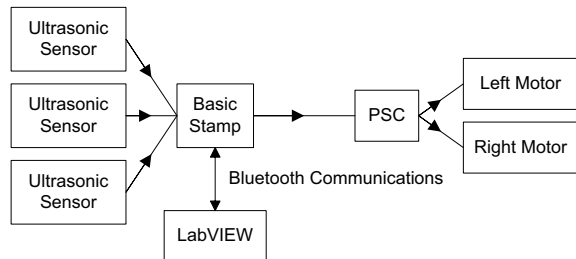 Ultrasonic
Sensor
Ultrasonic
Sensor
Ultrasonic
Sensor
Basic
Stamp
PSC
Left Motor
Right Motor
Bluetooth Communications
LabVIEW